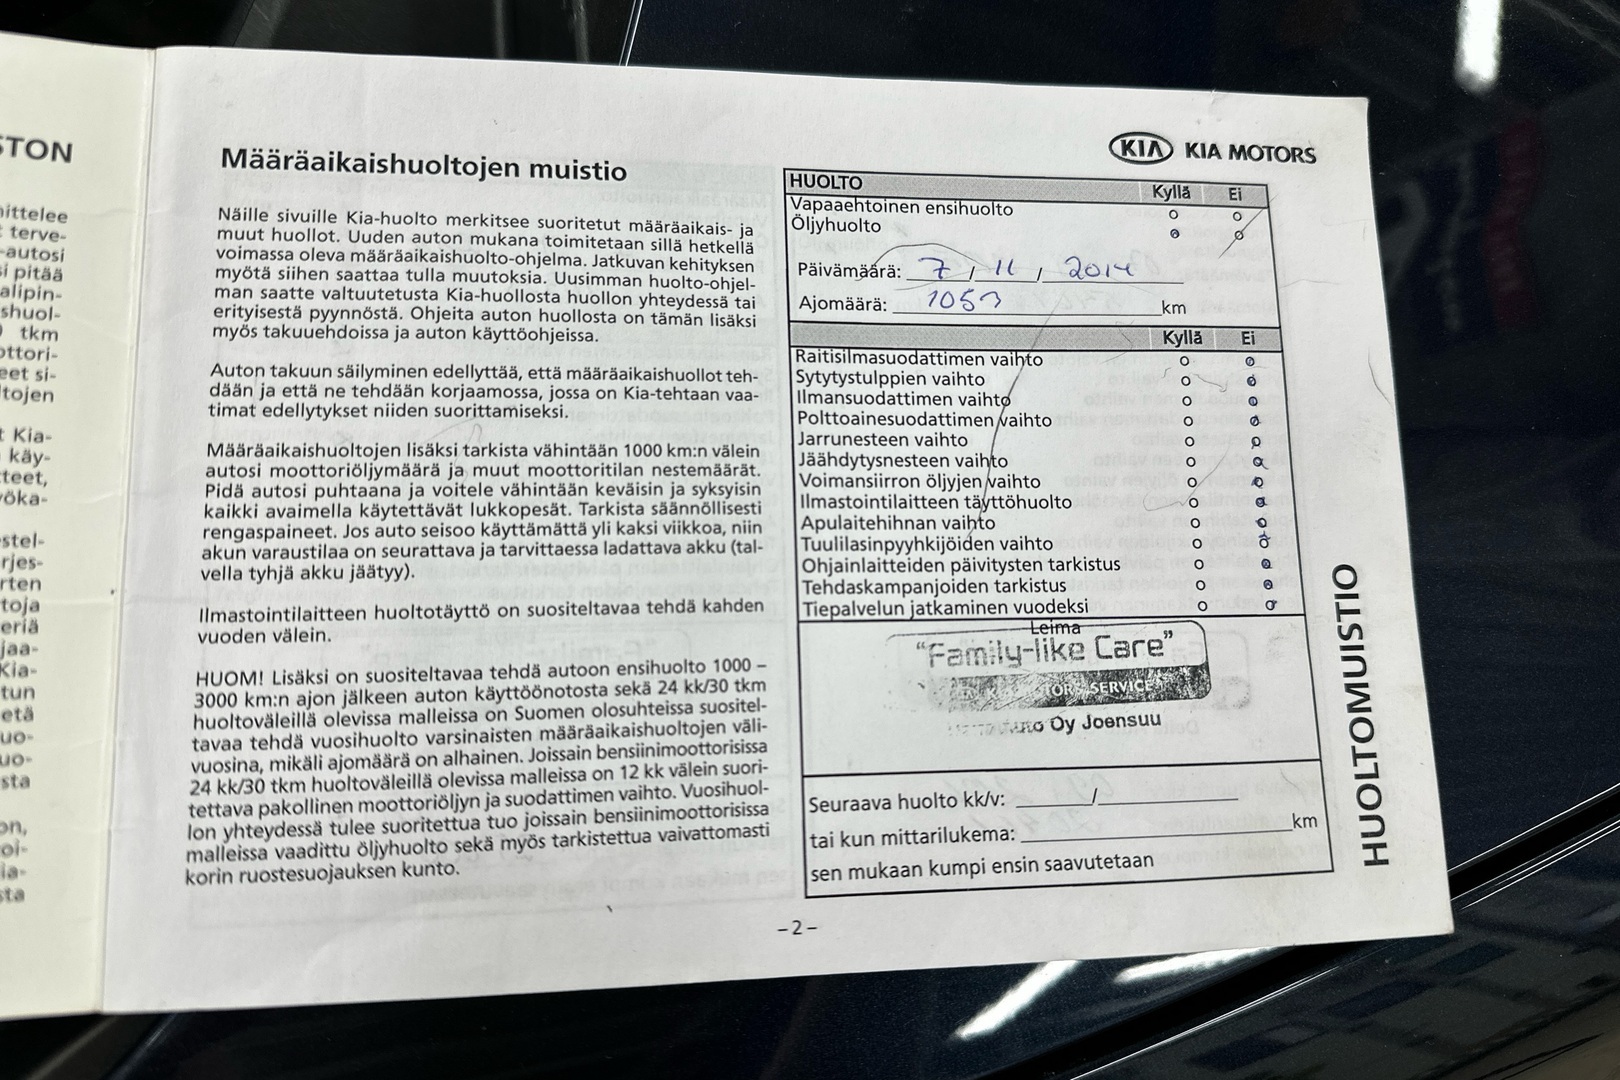 STON
nittelee
terve-
-autosi
si pitää
alipin-
shuol-
tkm
ottori-
eet si-
ltojen
t Kia-
käy-
teet,
yöka-
stel-
rjes-
rten
toja
eriä
jaa-
Kia-
tun
etä
uo-
uo-
sta
on,
oi-
ia-
sta
Määräaikaishuoltojen muistio
Näille sivuille Kia-huolto merkitsee suoritetut määräaikais- ja
muut huollot. Uuden auton mukana toimitetaan sillä hetkellä
voimassa oleva määräaikaishuolto-ohjelma. Jatkuvan kehityksen
myötä siihen saattaa tulla muutoksia. Uusimman huolto-ohjel-
man saatte valtuutetusta Kia-huollosta huollon yhteydessä tai
erityisestä pyynnöstä. Ohjeita auton huollosta on tämän lisäksi
myös takuuehdoissa ja auton käyttöohjeissa.
Auton takuun säilyminen edellyttää, että määräaikaishuollot teh-
dään ja että ne tehdään korjaamossa, jossa on Kia-tehtaan vaa-
timat edellytykset niiden suorittamiseksi.
Määräaikaishuoltojen lisäksi tarkista vähintään 1000 km:n välein
autosi moottoriöljymäärä ja muut moottoritilan nestemäärät.
Pidä autosi puhtaana ja voitele vähintään keväisin ja syksyisin
kaikki avaimella käytettävät lukkopesät. Tarkista säännöllisesti
rengaspaineet. Jos auto seisoo käyttämättä yli kaksi viikkoa, niin
akun varaustilaa on seurattava ja tarvittaessa ladattava akku (tal-
vella tyhjä akku jäätyy).
Ilmastointilaitteen huoltotäyttö on suositeltavaa tehdä kahden
vuoden välein.
HUOM! Lisäksi on suositeltavaa tehdä autoon ensihuolto 1000 –
3000 km:n ajon jälkeen auton käyttöönotosta sekä 24 kk/30 tkm
huoltoväleillä olevissa malleissa on Suomen olosuhteissa suositel-
tavaa tehdä vuosihuolto varsinaisten määräaikaishuoltojen väli-
vuosina, mikäli ajomäärä on alhainen. Joissain bensiinimoottorisissa
24 kk/30 tkm huoltoväleillä olevissa malleissa on 12 kk välein suori-
tettava pakollinen moottoriöljyn ja suodattimen vaihto. Vuosihuol-
lon yhteydessä tulee suoritettua tuo joissain bensiinimoottorisissa
malleissa vaadittu öljyhuolto sekä myös tarkistettua vaivattomasti
korin ruostesuojauksen kunto.
KIA KIA MOTORS
HUOLTO Kyllä Ei
Vapaaehtoinen ensihuolto
Öljyhuolto
Päivämäärä: 7 / 11 / 2014
Ajomäärä: 1053 km
Kyllä Ei
Raitisilmasuodattimen vaihto
Sytytystulppien vaihto
Ilmansuodattimen vaihto
Polttoainesuodattimen vaihto
Jarrunesteen vaihto
Jäähdytysnesteen vaihto
Voimansiirron öljyjen vaihto
Ilmastointilaitteen täyttöhuolto
Apulaitehihnan vaihto
Tuulilasinpyyhkijöiden vaihto
Ohjainlaitteiden päivitysten tarkistus
Tehdaskampanjoiden tarkistus
Tiepalvelun jatkaminen vuodeksi
Leima
"Family-like Care"
SERVICE
Oy Joensuu
Seuraava huolto kk/v: /
tai kun mittarilukema: km
sen mukaan kumpi ensin saavutetaan
HUOLTOMUISTIO
– 2 –